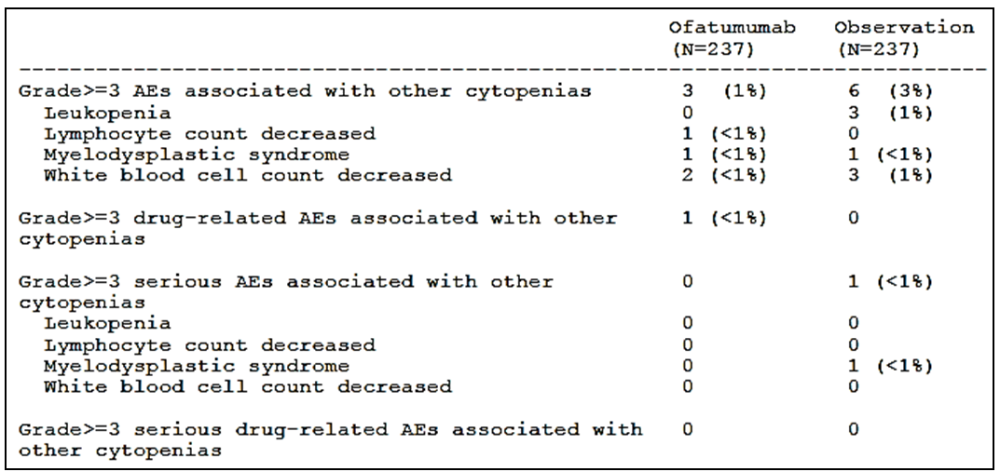 Ofatumumab Observation
(N=237) (N=237)
--------------------------------------------------------------------------------
Grade>=3 AEs associated with other cytopenias 3 (1%) 6 (3%)
Leukopenia 0 3 (1%)
Lymphocyte count decreased 1 (<1%) 0
Myelodysplastic syndrome 1 (<1%) 1 (<1%)
White blood cell count decreased 2 (<1%) 3 (1%)
Grade>=3 drug-related AEs associated with other 1 (<1%) 0
cytopenias
Grade>=3 serious AEs associated with other 0 1 (<1%)
cytopenias
Leukopenia 0 0
Lymphocyte count decreased 0 0
Myelodysplastic syndrome 0 1 (<1%)
White blood cell count decreased 0 0
Grade>=3 serious drug-related AEs associated with 0 0
other cytopenias